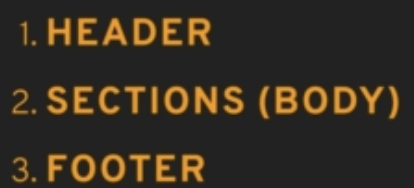 1. HEADER
2. SECTIONS (BODY)
3. FOOTER